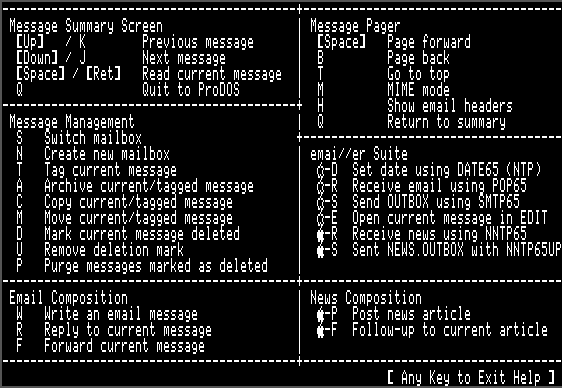 Message Summary Screen
[Up] / K Previous message
[Down] / J Next message
[Space] / [Ret] Read current message
Q Quit to ProDOS
Message Management
S Switch mailbox
N Create new mailbox
T Tag current message
A Archive current/tagged message
C Copy current/tagged message
M Move current/tagged message
D Mark current message deleted
U Remove deletion mark
P Purge messages marked as deleted
Email Composition
W Write an email message
R Reply to current message
F Forward current message
Message Pager
[Space] Page forward
B Page back
T Go to top
M MIME mode
H Show email headers
Q Return to summary
emai//er Suite
-D Set date using DATE65 (NTP)
-R Receive email using POP65
-S Send OUTBOX using SMTP65
-E Open current message in EDIT
-R Receive news using NNTP65
-S Sent NEWS.OUTBOX with NNTP65UP
News Composition
-P Post news article
-F Follow-up to current article
[ Any Key to Exit Help ]